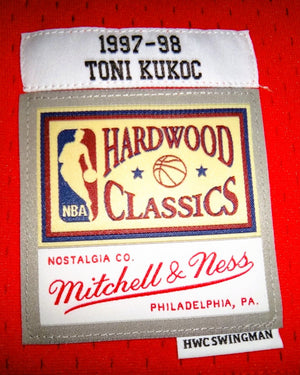 1997-98
TONI KUKOC
HARDWOOD
NBA
CLASSICS
NOSTALGIA CO.
Mitchell & Ness
PHILADELPHIA, PA.
HWC SWINGMAN